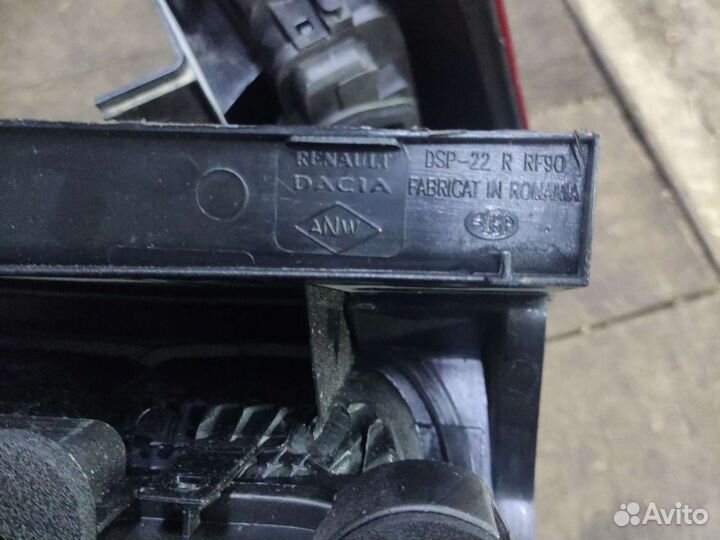 RENAULT
DACIA
ANW
DSP-22 R RF90
FABRICAT IN ROMANIA
Avito